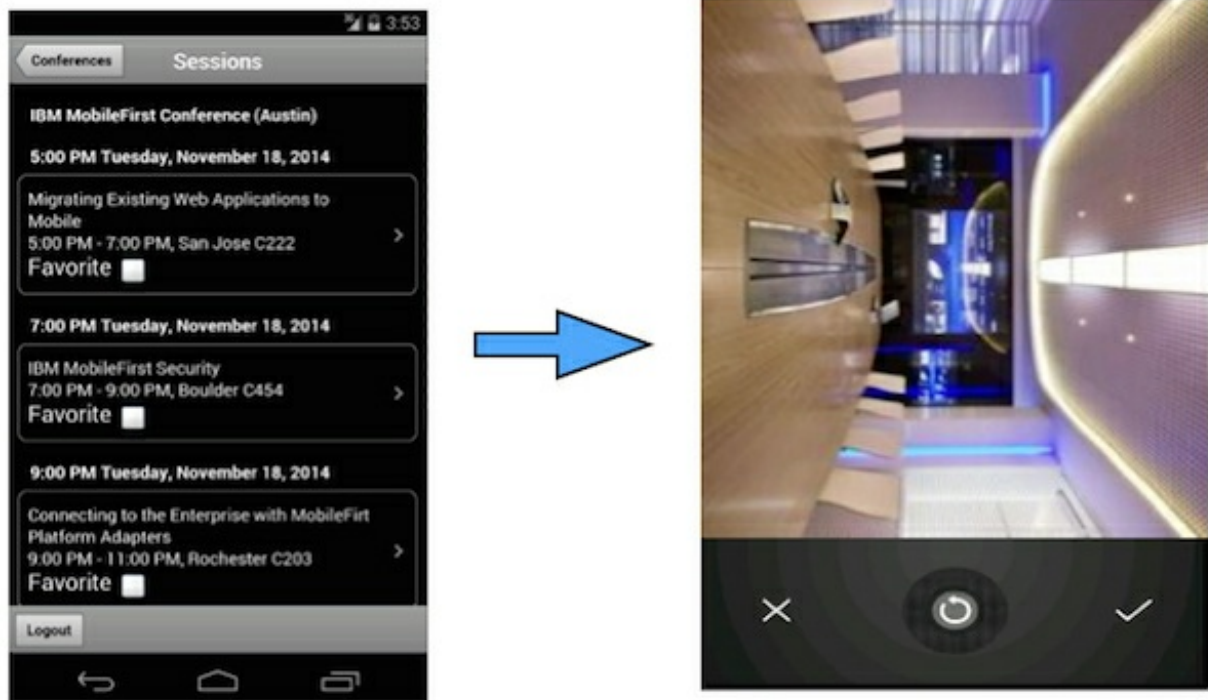 3:53
Conferences
Sessions
IBM MobileFirst Conference (Austin)
5:00 PM Tuesday, November 18, 2014
Migrating Existing Web Applications to
Mobile
5:00 PM - 7:00 PM, San Jose C222
Favorite
7:00 PM Tuesday, November 18, 2014
IBM MobileFirst Security
7:00 PM - 9:00 PM, Boulder C454
Favorite
9:00 PM Tuesday, November 18, 2014
Connecting to the Enterprise with MobileFirt
Platform Adapters
9:00 PM - 11:00 PM, Rochester C203
Favorite
Logout